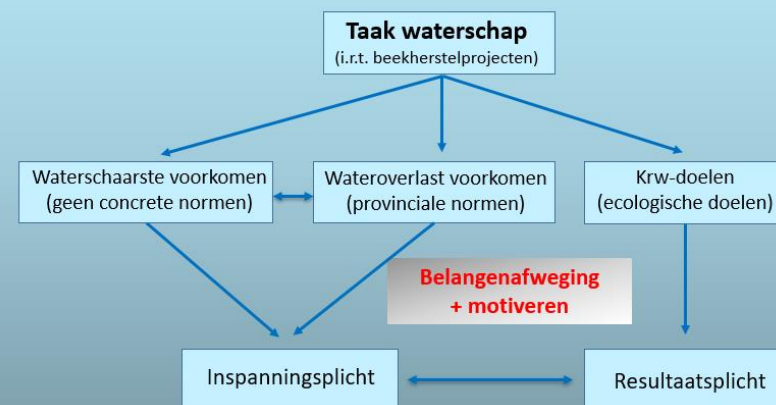 Taak waterschap
(i.r.t. beekherstelprojecten)
Waterschaarste voorkomen
(geen concrete normen)
Wateroverlast voorkomen
(provinciale normen)
Krw-doelen
(ecologische doelen)
Belangenafweging
+ motiveren
Inspanningsplicht
Resultaatsplicht